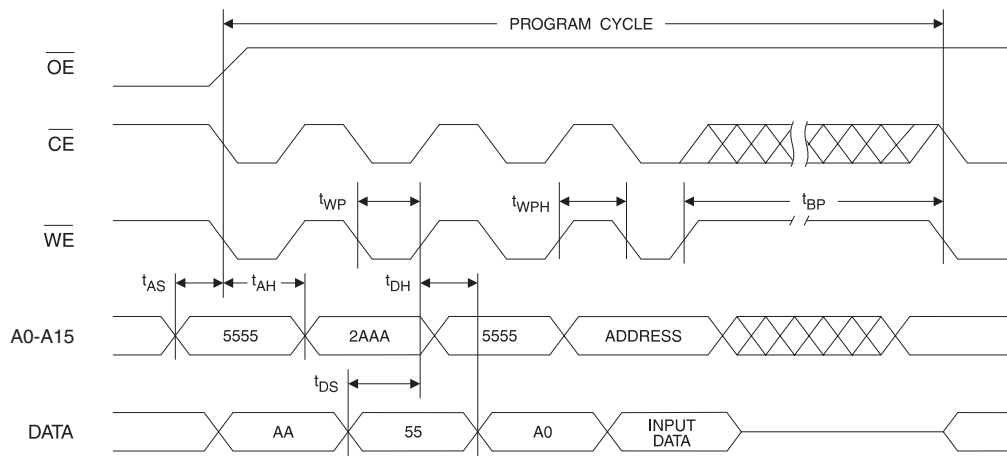 PROGRAM CYCLE
OE
CE
tWP
tWPH
tBP
WE
tAS
tAH
tDH
A0-A15
5555
2AAA
5555
ADDRESS
tDS
DATA
AA
55
A0
INPUT
DATA